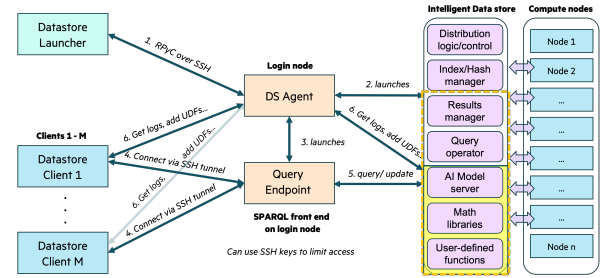 Intelligent Data store
Compute nodes
Datastore
Launcher
1. RPyC over SSH
Login node
DS Agent
2. launches
Distribution
logic/control
Index/Hash
manager
Results
manager
Query
operator
AI Model
server
Math
libraries
User-defined
functions
Node 1
Node 2
...
...
...
...
...
Node n
6. Get logs, add UDFs...
6. Get logs, add UDFs...
3. launches
Clients 1 - M
4. Connect via SSH tunnel
Datastore
Client 1
6. Get logs, add UDFs...
Query
Endpoint
5. query/ update
4. Connect via SSH tunnel
SPARQL front end
on login node
Datastore
Client M
Can use SSH keys to limit access